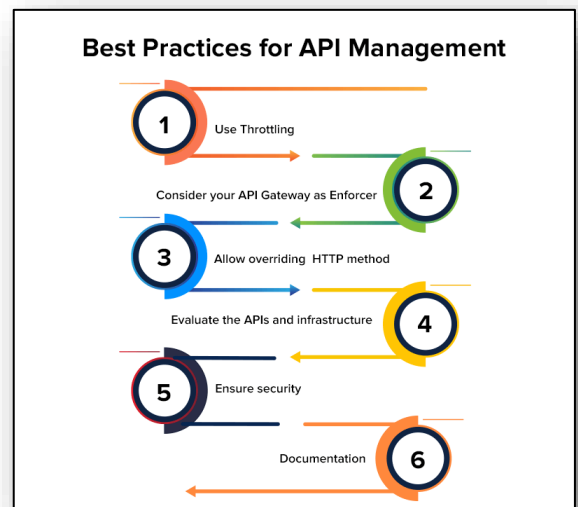 Best Practices for API Management
1
Use Throttling
Consider your API Gateway as Enforcer
2
3
Allow overriding HTTP method
Evaluate the APIs and infrastructure
4
5
Ensure security
Documentation
6